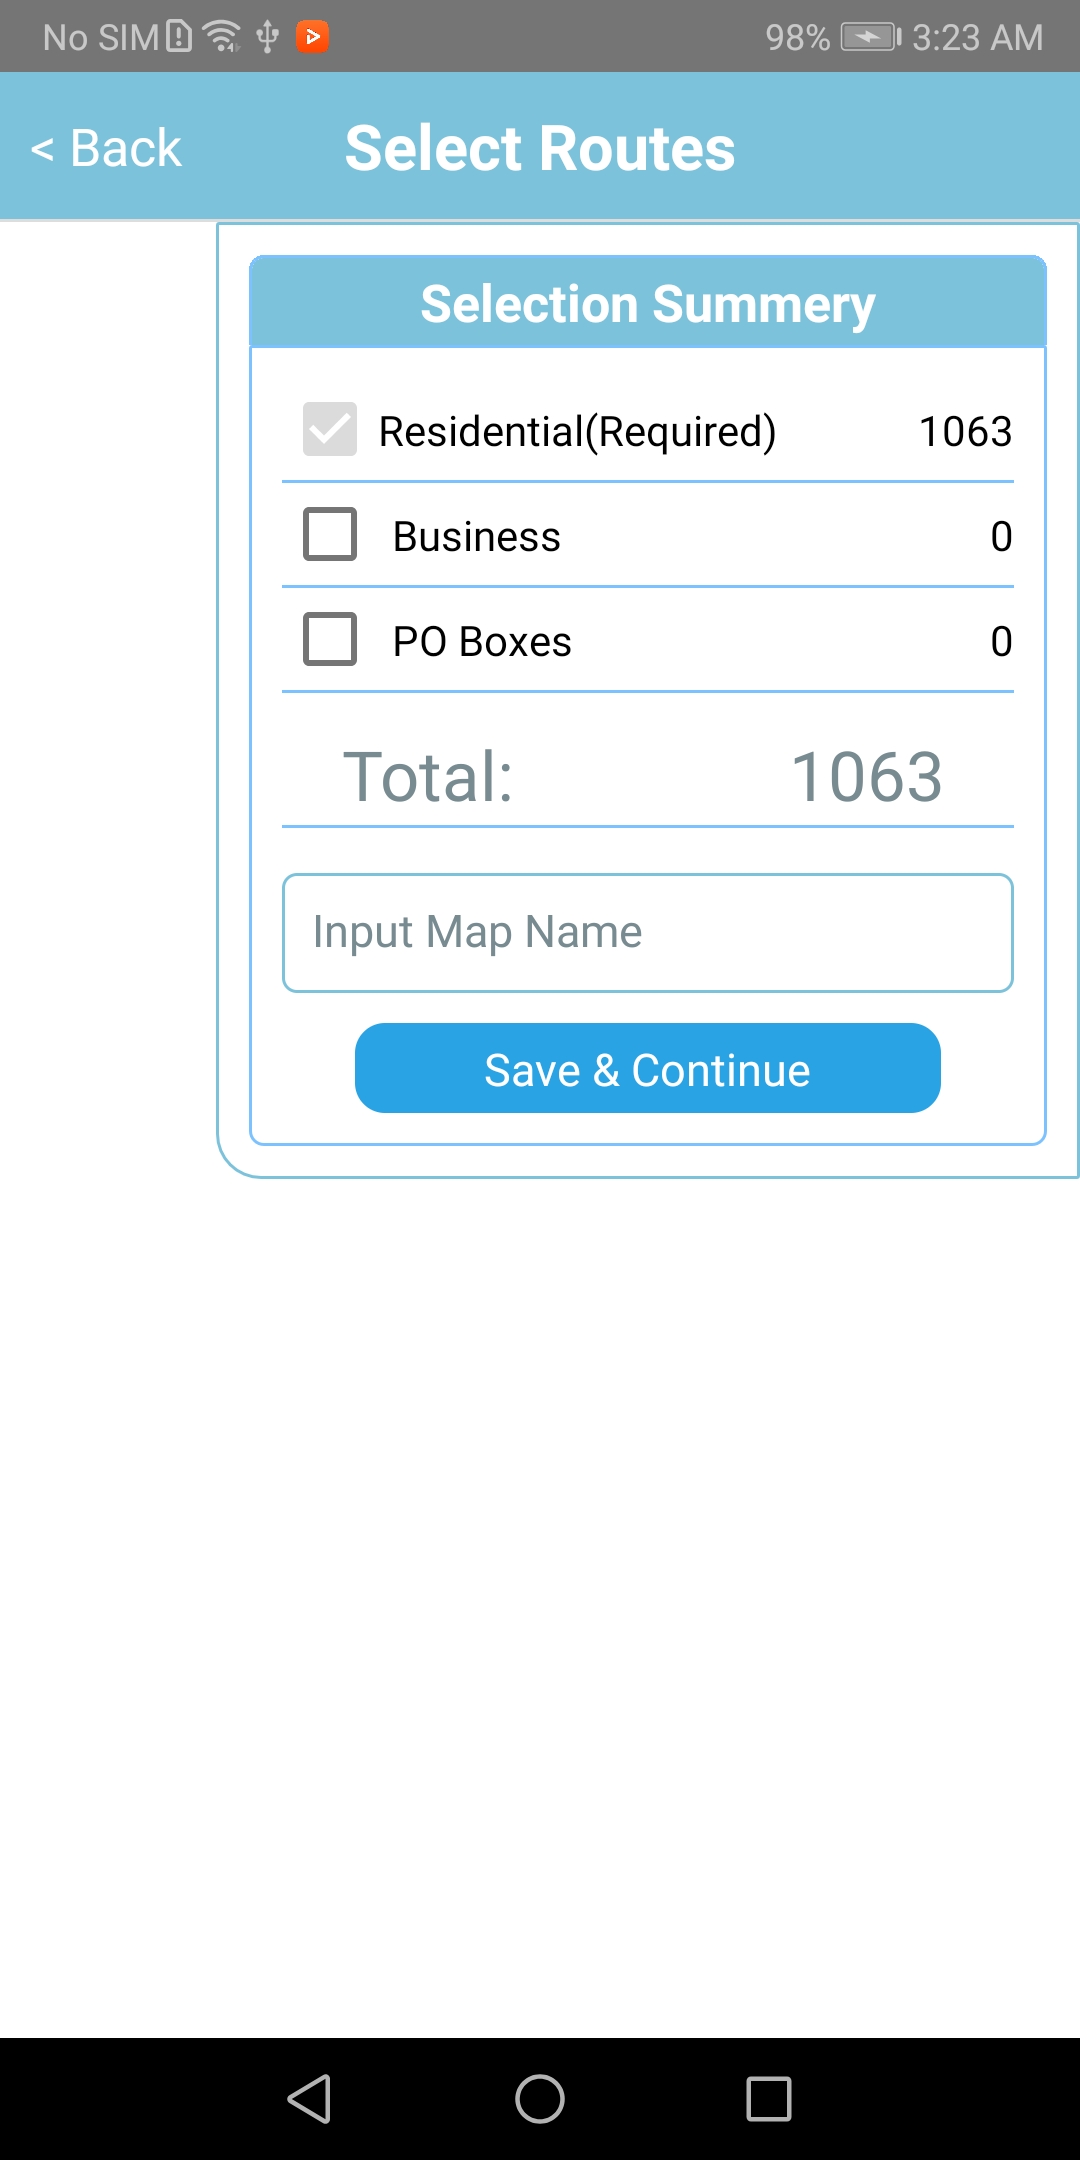 No SIM 98% 3:23 AM
< Back Select Routes
Selection Summery
Residential(Required) 1063
Business 0
PO Boxes 0
Total: 1063
Input Map Name
Save & Continue